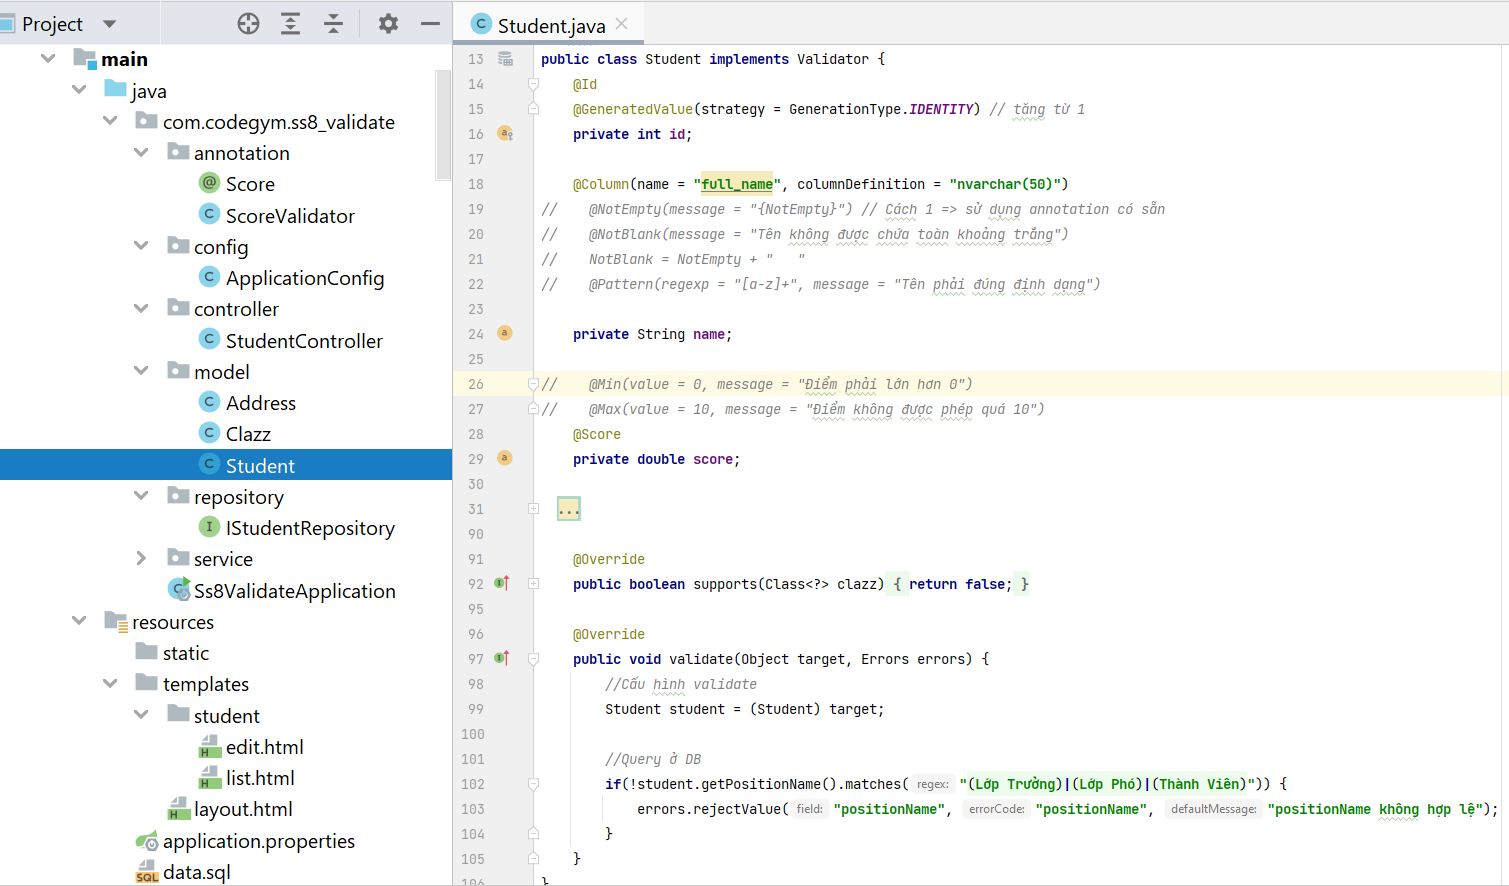 Project
main
java
com.codegym.ss8_validate
annotation
Score
ScoreValidator
config
ApplicationConfig
controller
StudentController
model
Address
Clazz
Student
repository
IStudentRepository
service
Ss8ValidateApplication
resources
static
templates
student
edit.html
list.html
layout.html
application.properties
data.sql
Student.java
13 public class Student implements Validator {
14 @Id
15 @GeneratedValue(strategy = GenerationType.IDENTITY) // tăng từ 1
16 private int id;
17
18 @Column(name = "full_name", columnDefinition = "nvarchar(50)")
19 // @NotEmpty(message = "{NotEmpty}") // Cách 1 => sử dụng annotation có sẵn
20 // @NotBlank(message = "Tên không được chứa toàn khoảng trắng")
21 // NotBlank = NotEmpty + "   "
22 // @Pattern(regexp = "[a-z]+", message = "Tên phải đúng định dạng")
23
24 private String name;
25
26 // @Min(value = 0, message = "Điểm phải lớn hơn 0")
27 // @Max(value = 10, message = "Điểm không được phép quá 10")
28 @Score
29 private double score;
30
31 ...
90
91 @Override
92 public boolean supports(Class<?> clazz) { return false; }
95
96 @Override
97 public void validate(Object target, Errors errors) {
98 //Cấu hình validate
99 Student student = (Student) target;
100
101 //Query ở DB
102 if(!student.getPositionName().matches( regex: "(Lớp Trưởng)|(Lớp Phó)|(Thành Viên)")) {
103 errors.rejectValue( field: "positionName", errorCode: "positionName", defaultMessage: "positionName không hợp lệ");
104 }
105 }
106 }